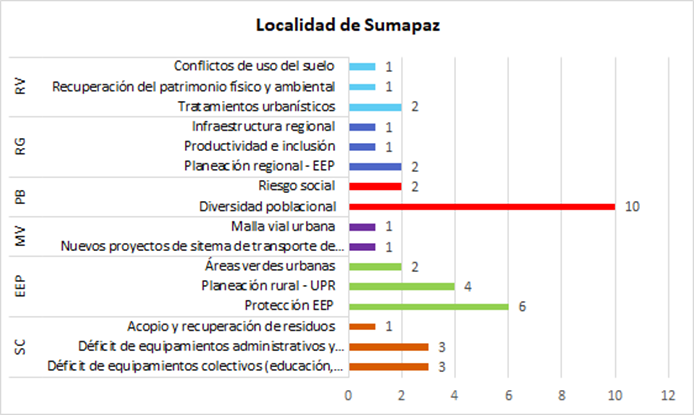 Localidad de Sumapaz
RV
Conflictos de uso del suelo 1
Recuperación del patrimonio físico y ambiental 1
Tratamientos urbanísticos 2
RG
Infraestructura regional 1
Productividad e inclusión 1
Planeación regional - EEP 2
PB
Riesgo social 2
Diversidad poblacional 10
MV
Malla vial urbana 1
Nuevos proyectos de sitema de transporte de... 1
EEP
Áreas verdes urbanas 2
Planeación rural - UPR 4
Protección EEP 6
SC
Acopio y recuperación de residuos 1
Déficit de equipamientos administrativos y... 3
Déficit de equipamientos colectivos (educación,... 3
0 2 4 6 8 10 12